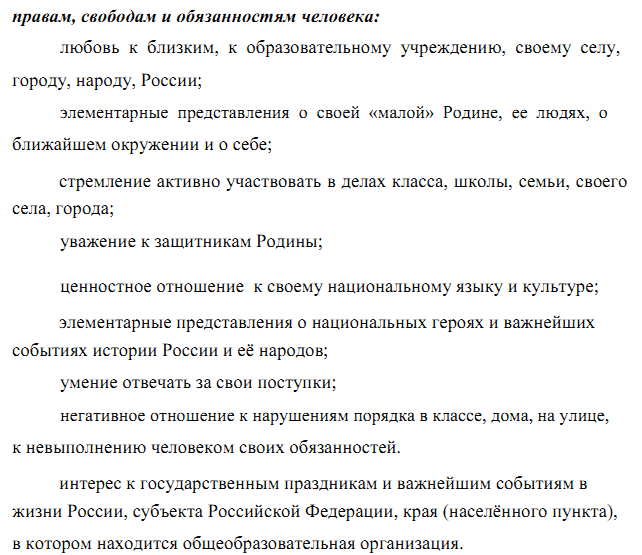 правам, свободам и обязанностям человека:
любовь к близким, к образовательному учреждению, своему селу,
городу, народу, России;
элементарные представления о своей «малой» Родине, ее людях, о
ближайшем окружении и о себе;
стремление активно участвовать в делах класса, школы, семьи, своего
села, города;
уважение к защитникам Родины;
ценностное отношение к своему национальному языку и культуре;
элементарные представления о национальных героях и важнейших
событиях истории России и её народов;
умение отвечать за свои поступки;
негативное отношение к нарушениям порядка в классе, дома, на улице,
к невыполнению человеком своих обязанностей.
интерес к государственным праздникам и важнейшим событиям в
жизни России, субъекта Российской Федерации, края (населённого пункта),
в котором находится общеобразовательная организация.